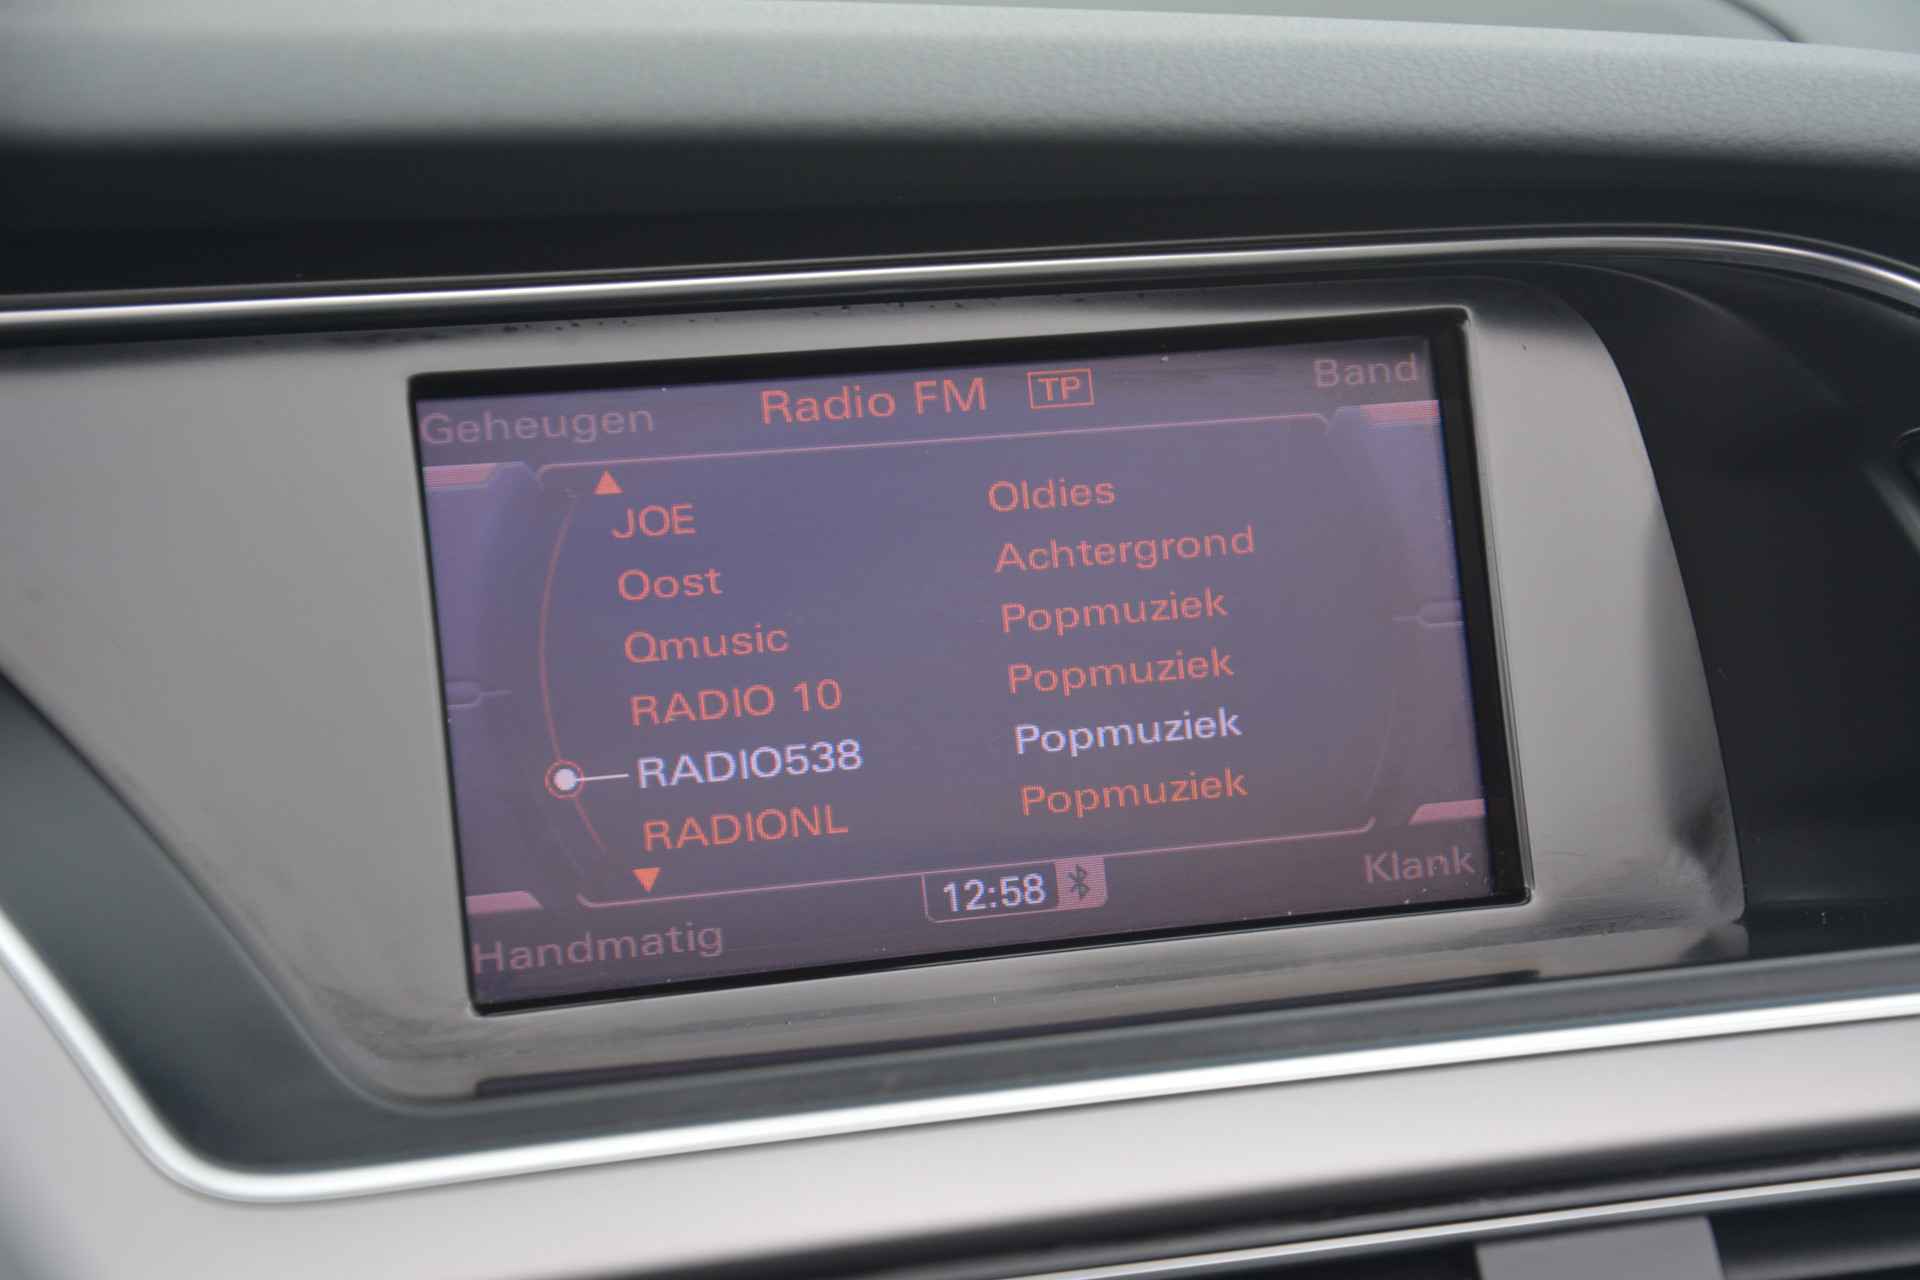 Geheugen Radio FM TP Band
JOE Oldies
Oost Achtergrond
Qmusic Popmuziek
RADIO 10 Popmuziek
RADIO538 Popmuziek
RADIONL Popmuziek
Handmatig 12:58 Klank